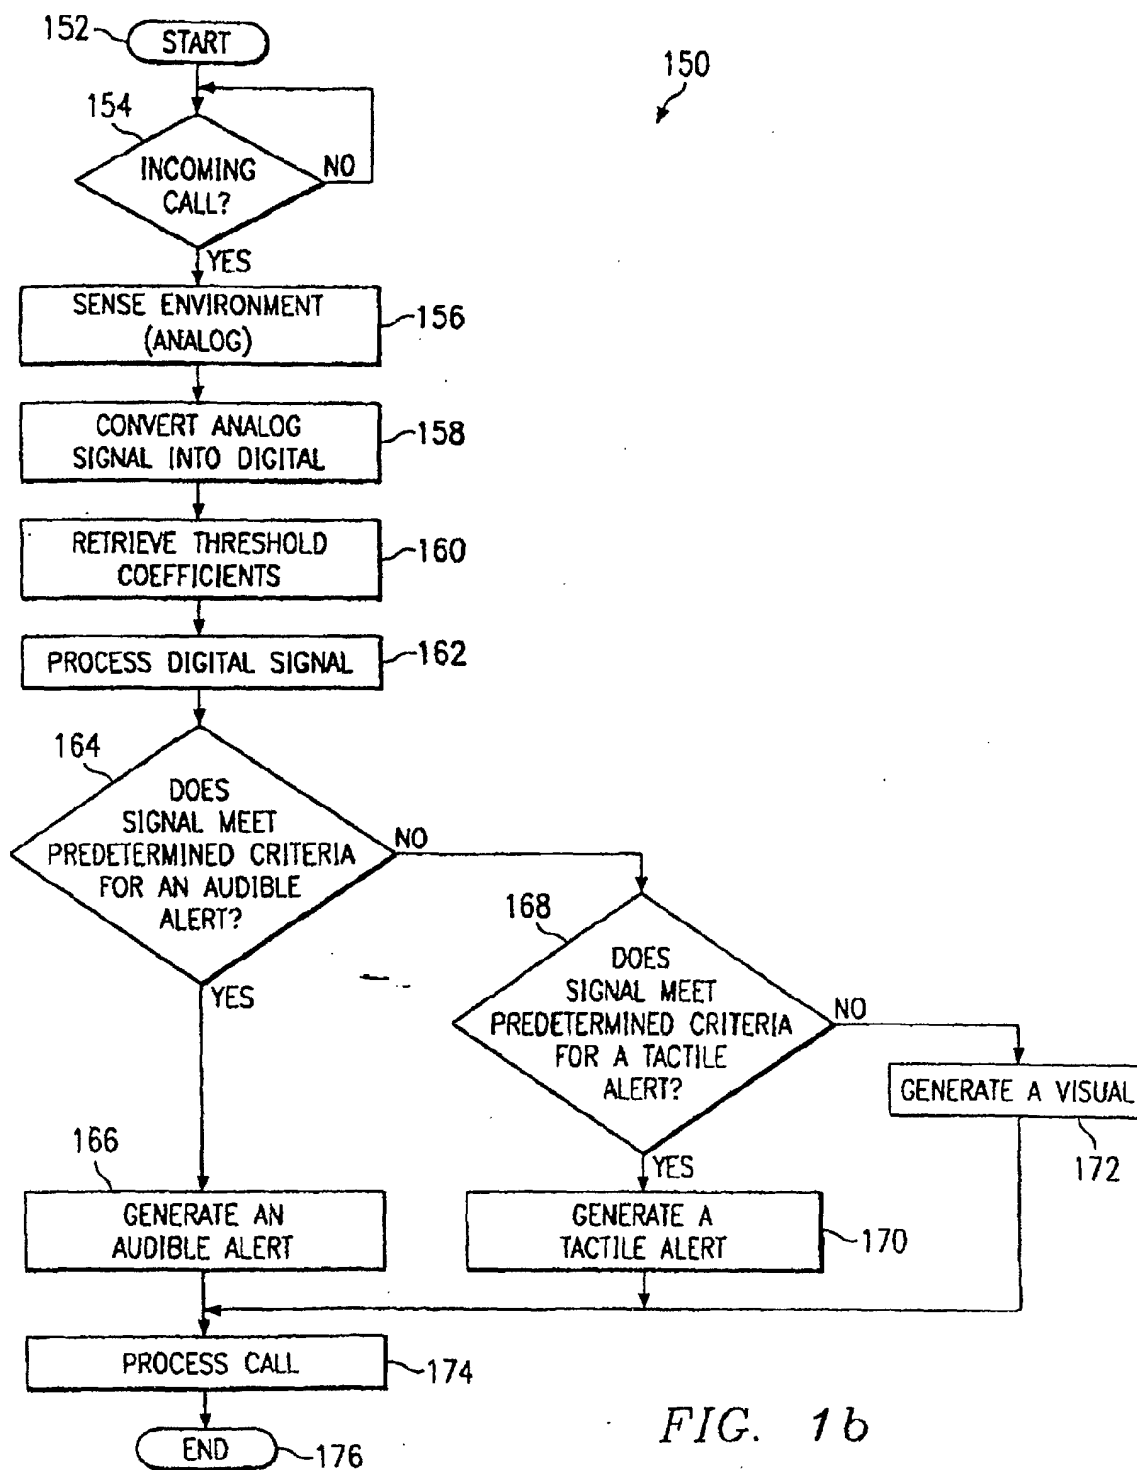 152
START
150
154
INCOMING
CALL?
NO
YES
SENSE ENVIRONMENT
(ANALOG)
156
CONVERT ANALOG
SIGNAL INTO DIGITAL
158
RETRIEVE THRESHOLD
COEFFICIENTS
160
PROCESS DIGITAL SIGNAL
162
164
DOES
SIGNAL MEET
PREDETERMINED CRITERIA
FOR AN AUDIBLE
ALERT?
NO
YES
168
DOES
SIGNAL MEET
PREDETERMINED CRITERIA
FOR A TACTILE
ALERT?
NO
YES
GENERATE A VISUAL
172
166
GENERATE AN
AUDIBLE ALERT
GENERATE A
TACTILE ALERT
170
PROCESS CALL
174
END
176
FIG. 1b